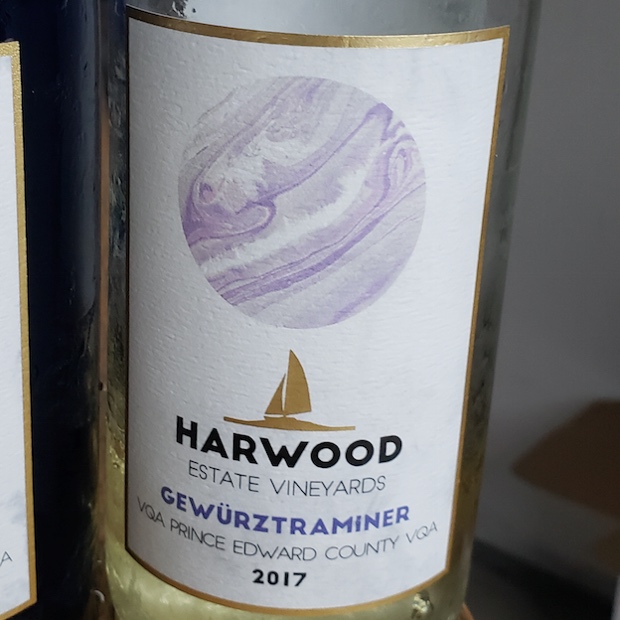 HARWOOD
ESTATE VINEYARDS
GEWÜRZTRAMINER
VQA PRINCE EDWARD COUNTY VQA
2017